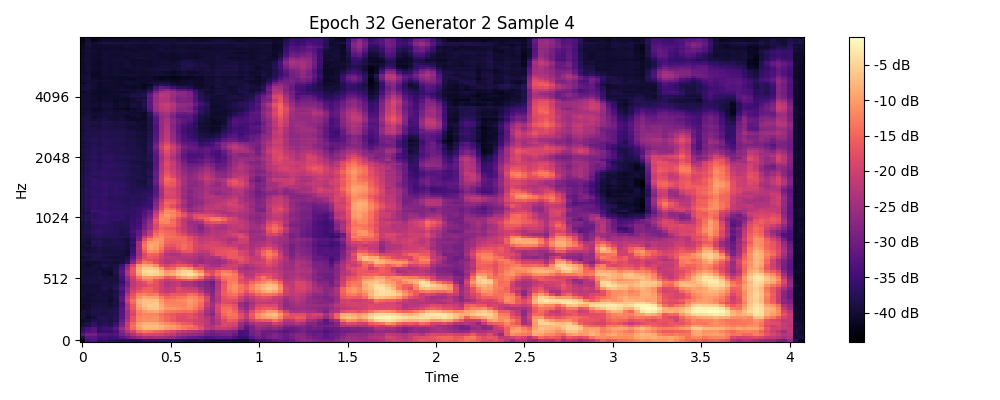 Epoch 32 Generator 2 Sample 4
Hz
4096
2048
1024
512
0
0
0.5
1
1.5
2
2.5
3
3.5
4
Time
-5 dB
-10 dB
-15 dB
-20 dB
-25 dB
-30 dB
-35 dB
-40 dB